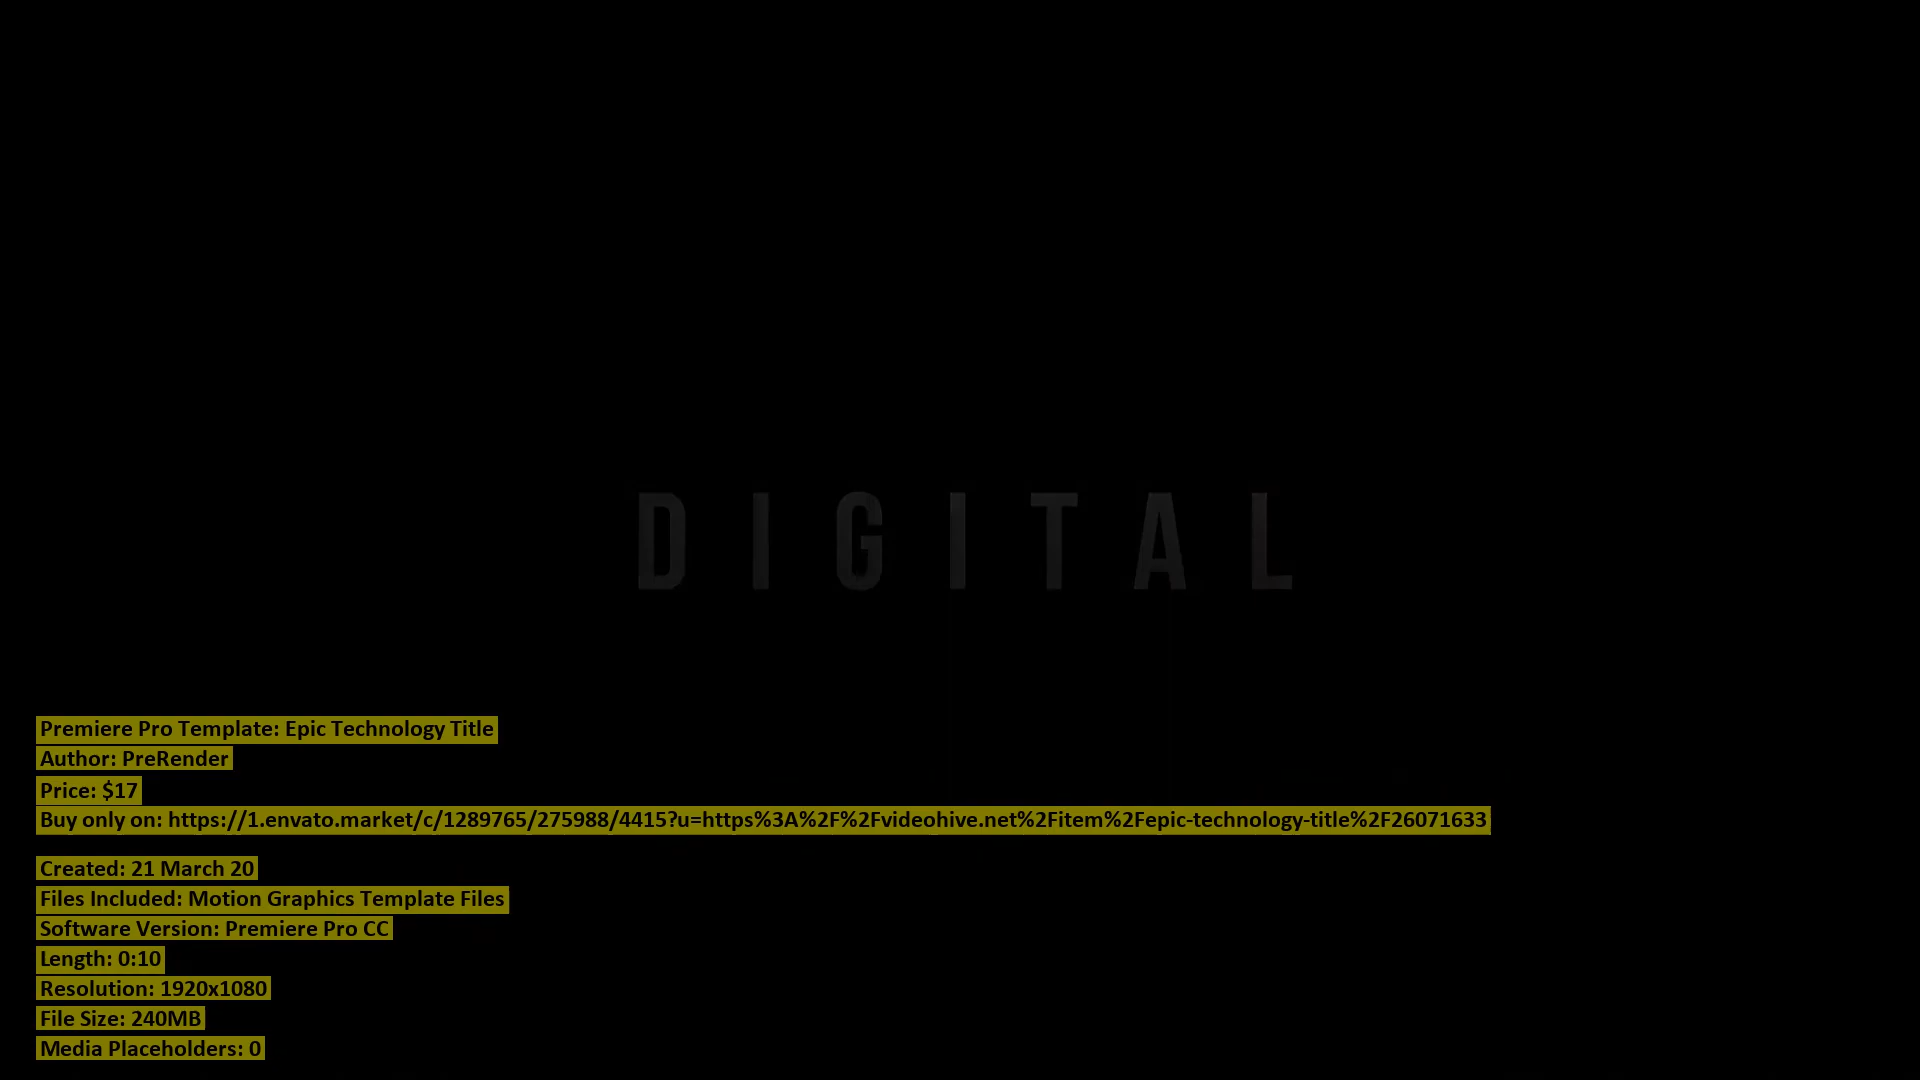 DIGITAL
Premiere Pro Template: Epic Technology Title
Author: PreRender
Price: $17
Buy only on: https://1.envato.market/c/1289765/275988/4415?u=https%3A%2F%2Fvideohive.net%2Fitem%2Fepic-technology-title%2F26071633
Created: 21 March 20
Files Included: Motion Graphics Template Files
Software Version: Premiere Pro CC
Length: 0:10
Resolution: 1920x1080
File Size: 240MB
Media Placeholders: 0